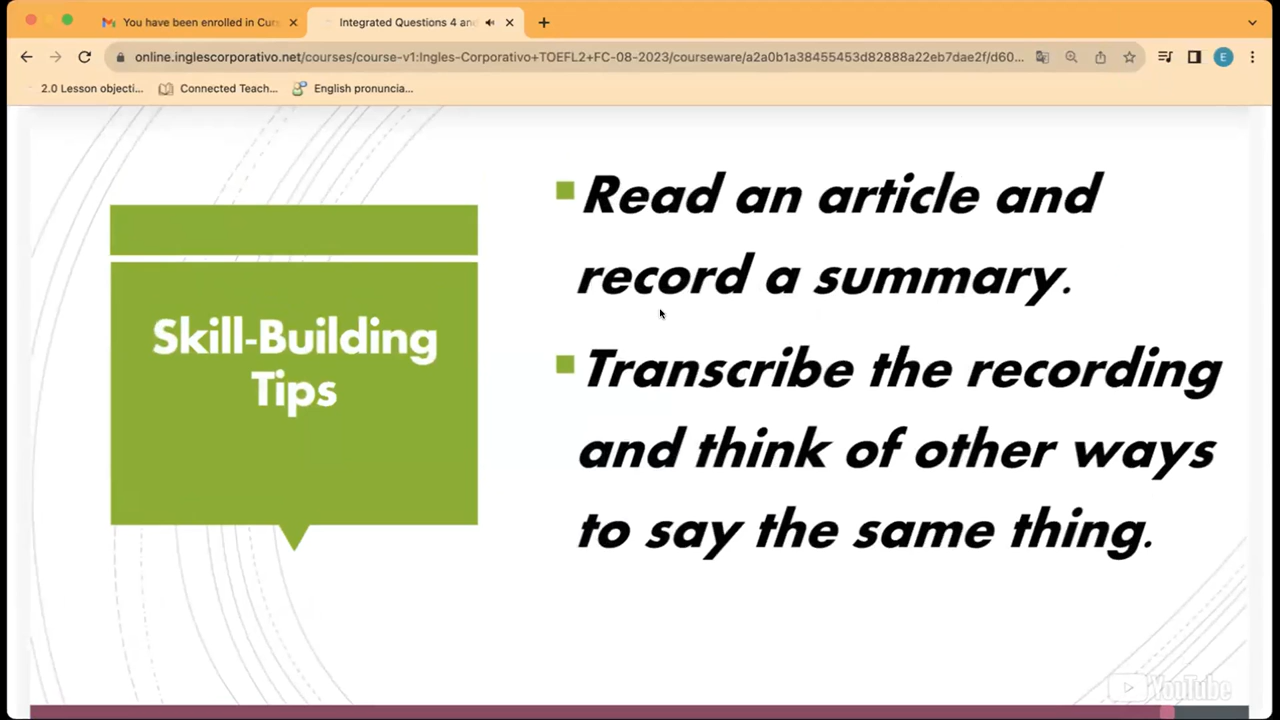 You have been enrolled in Curs
Integrated Questions 4 and
online.inglescorporativo.net/courses/course-v1:Ingles-Corporativo+TOEFL2+FC-08-2023/courseware/a2a0b1a38455453d82888a22eb7dae2f/d60...
E
2.0 Lesson objecti...
Connected Teach...
English pronuncia...
Skill-Building
Tips
Read an article and
record a summary.
Transcribe the recording
and think of other ways
to say the same thing.
YouTube